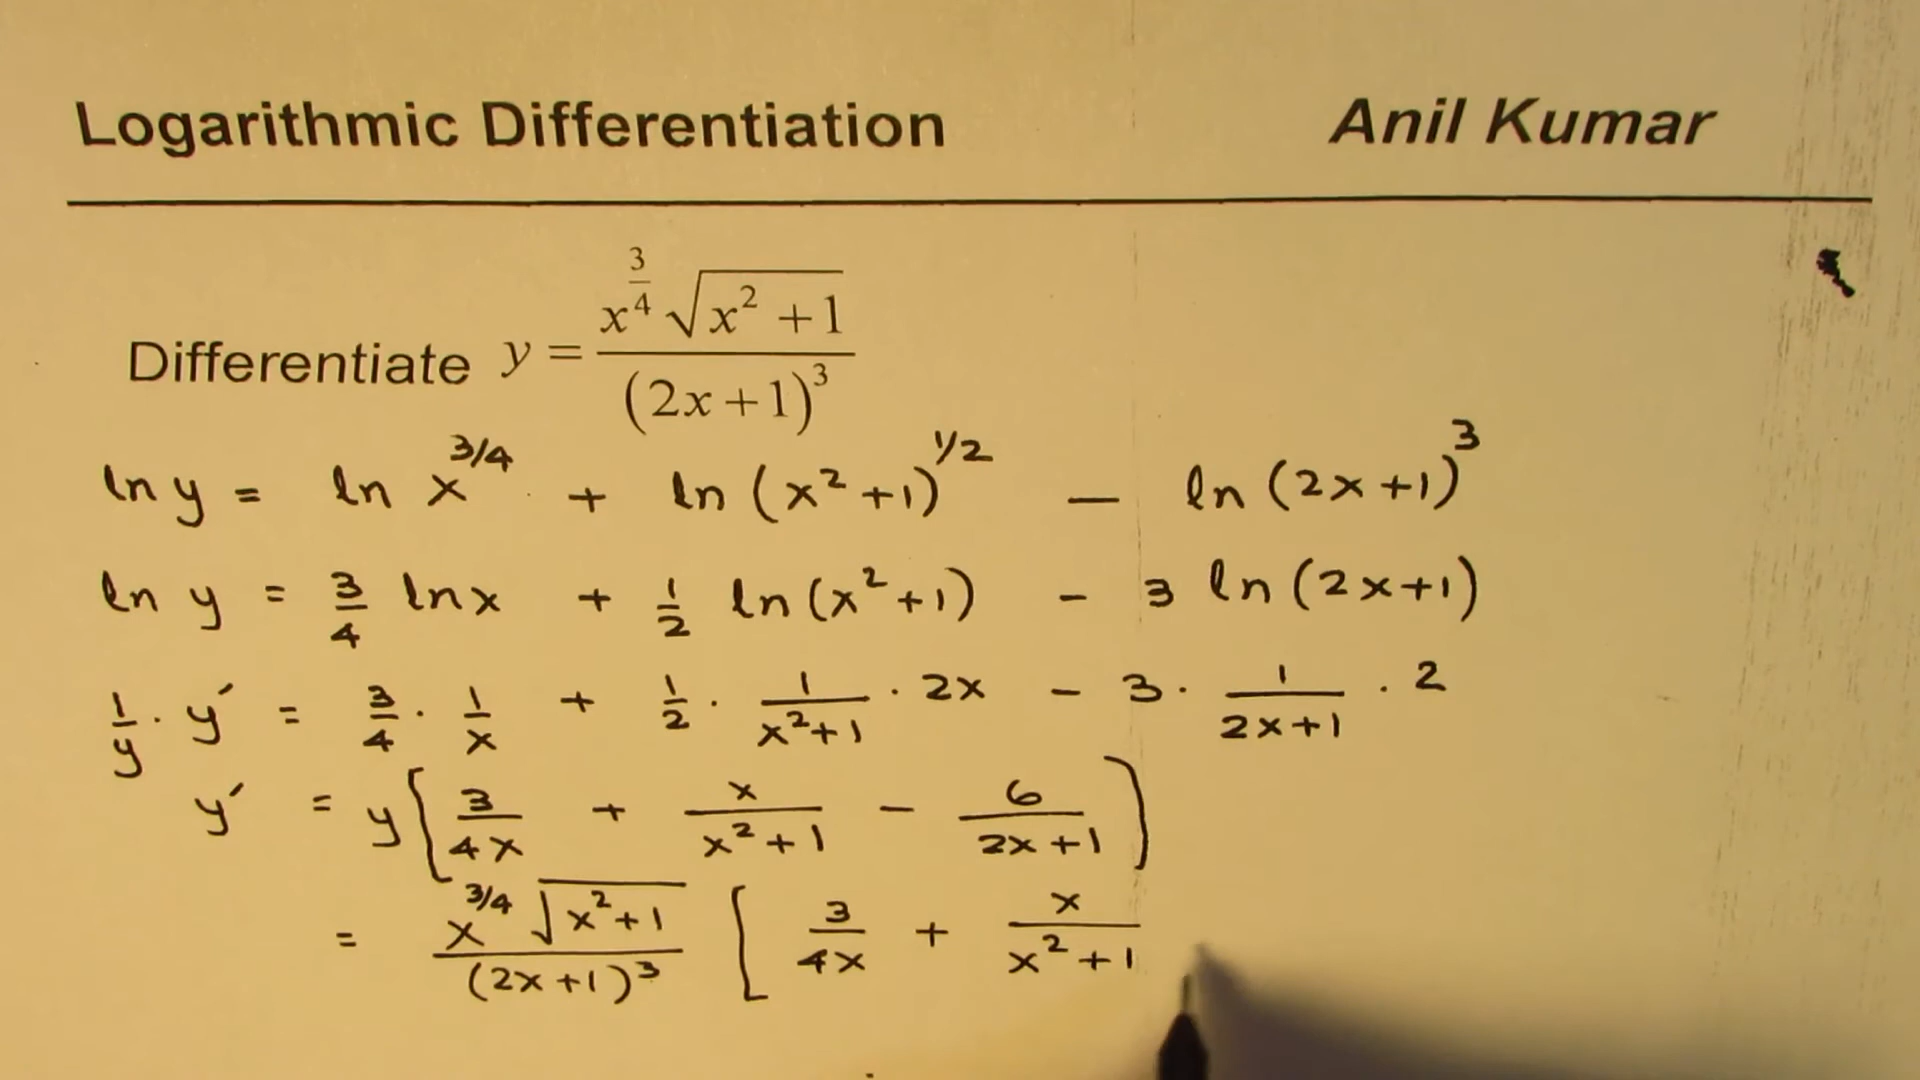 Logarithmic Differentiation Anil Kumar
Differentiate y = x^(3/4) √(x² + 1) / (2x + 1)³
ln y = ln x^(3/4) + ln (x² + 1)^(1/2) − ln (2x + 1)³
ln y = 3/4 ln x + 1/2 ln (x² + 1) − 3 ln (2x + 1)
1/y · y′ = 3/4 · 1/x + 1/2 · 1/(x² + 1) · 2x − 3 · 1/(2x + 1) · 2
y′ = y [ 3/(4x) + x/(x² + 1) − 6/(2x + 1) )
= x^(3/4) √(x² + 1) / (2x + 1)³ [ 3/(4x) + x/(x² + 1)